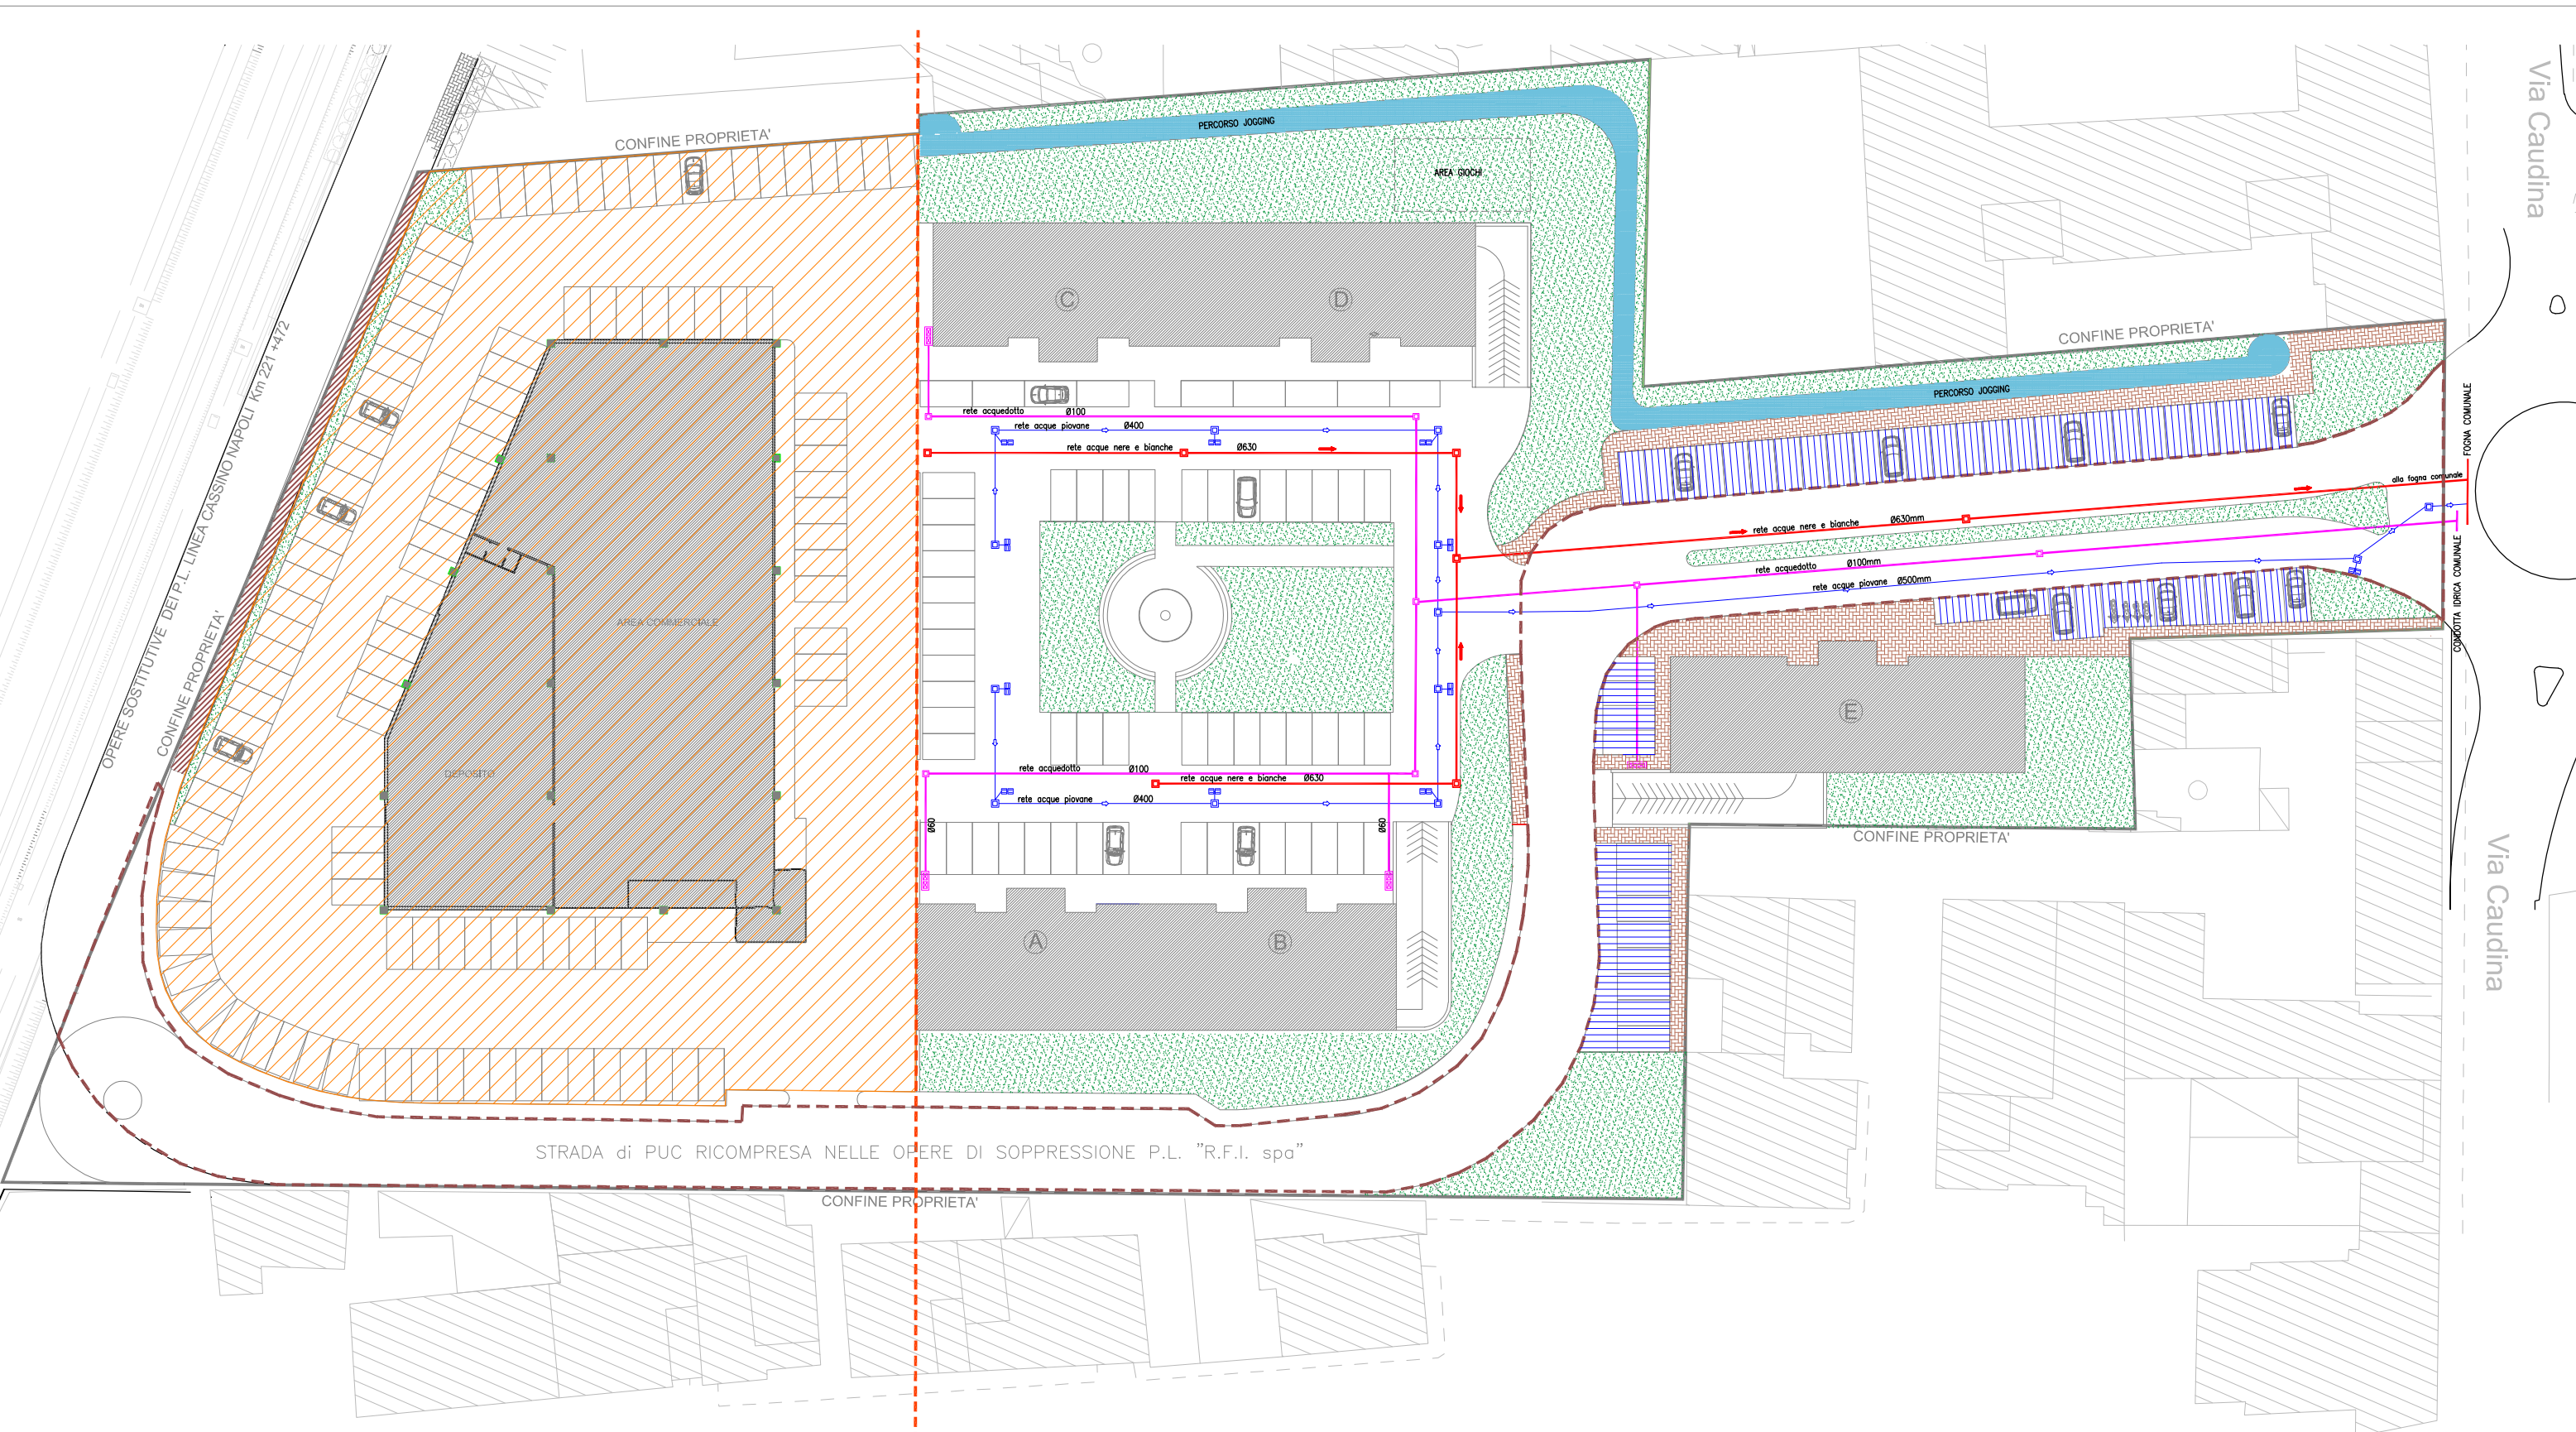 Via Caudina
CONFINE PROPRIETA'
PERCORSO JOGGING
AREA GIOCHI
C
D
OPERE SOSTITUTIVE DEI P.L. LINEA CASSINO NAPOLI Km 221 +472
CONFINE PROPRIETA'
CONFINE PROPRIETA'
PERCORSO JOGGING
FOGNA COMUNALE
rete acquedotto Ø100
rete acque piovane Ø400
rete acque nere e bianche Ø630
alla fogna comunale
rete acque nere e bianche Ø630mm
rete acquedotto Ø100mm
rete acque piovane Ø500mm
CONDOTTA IDRICA COMUNALE
AREA COMMERCIALE
DEPOSITO
E
rete acquedotto Ø100
rete acque nere e bianche Ø630
rete acque piovane Ø400
Ø60
Ø60
CONFINE PROPRIETA'
Via Caudina
A
B
STRADA di PUC RICOMPRESA NELLE OPERE DI SOPPRESSIONE P.L. "R.F.I. spa"
CONFINE PROPRIETA'